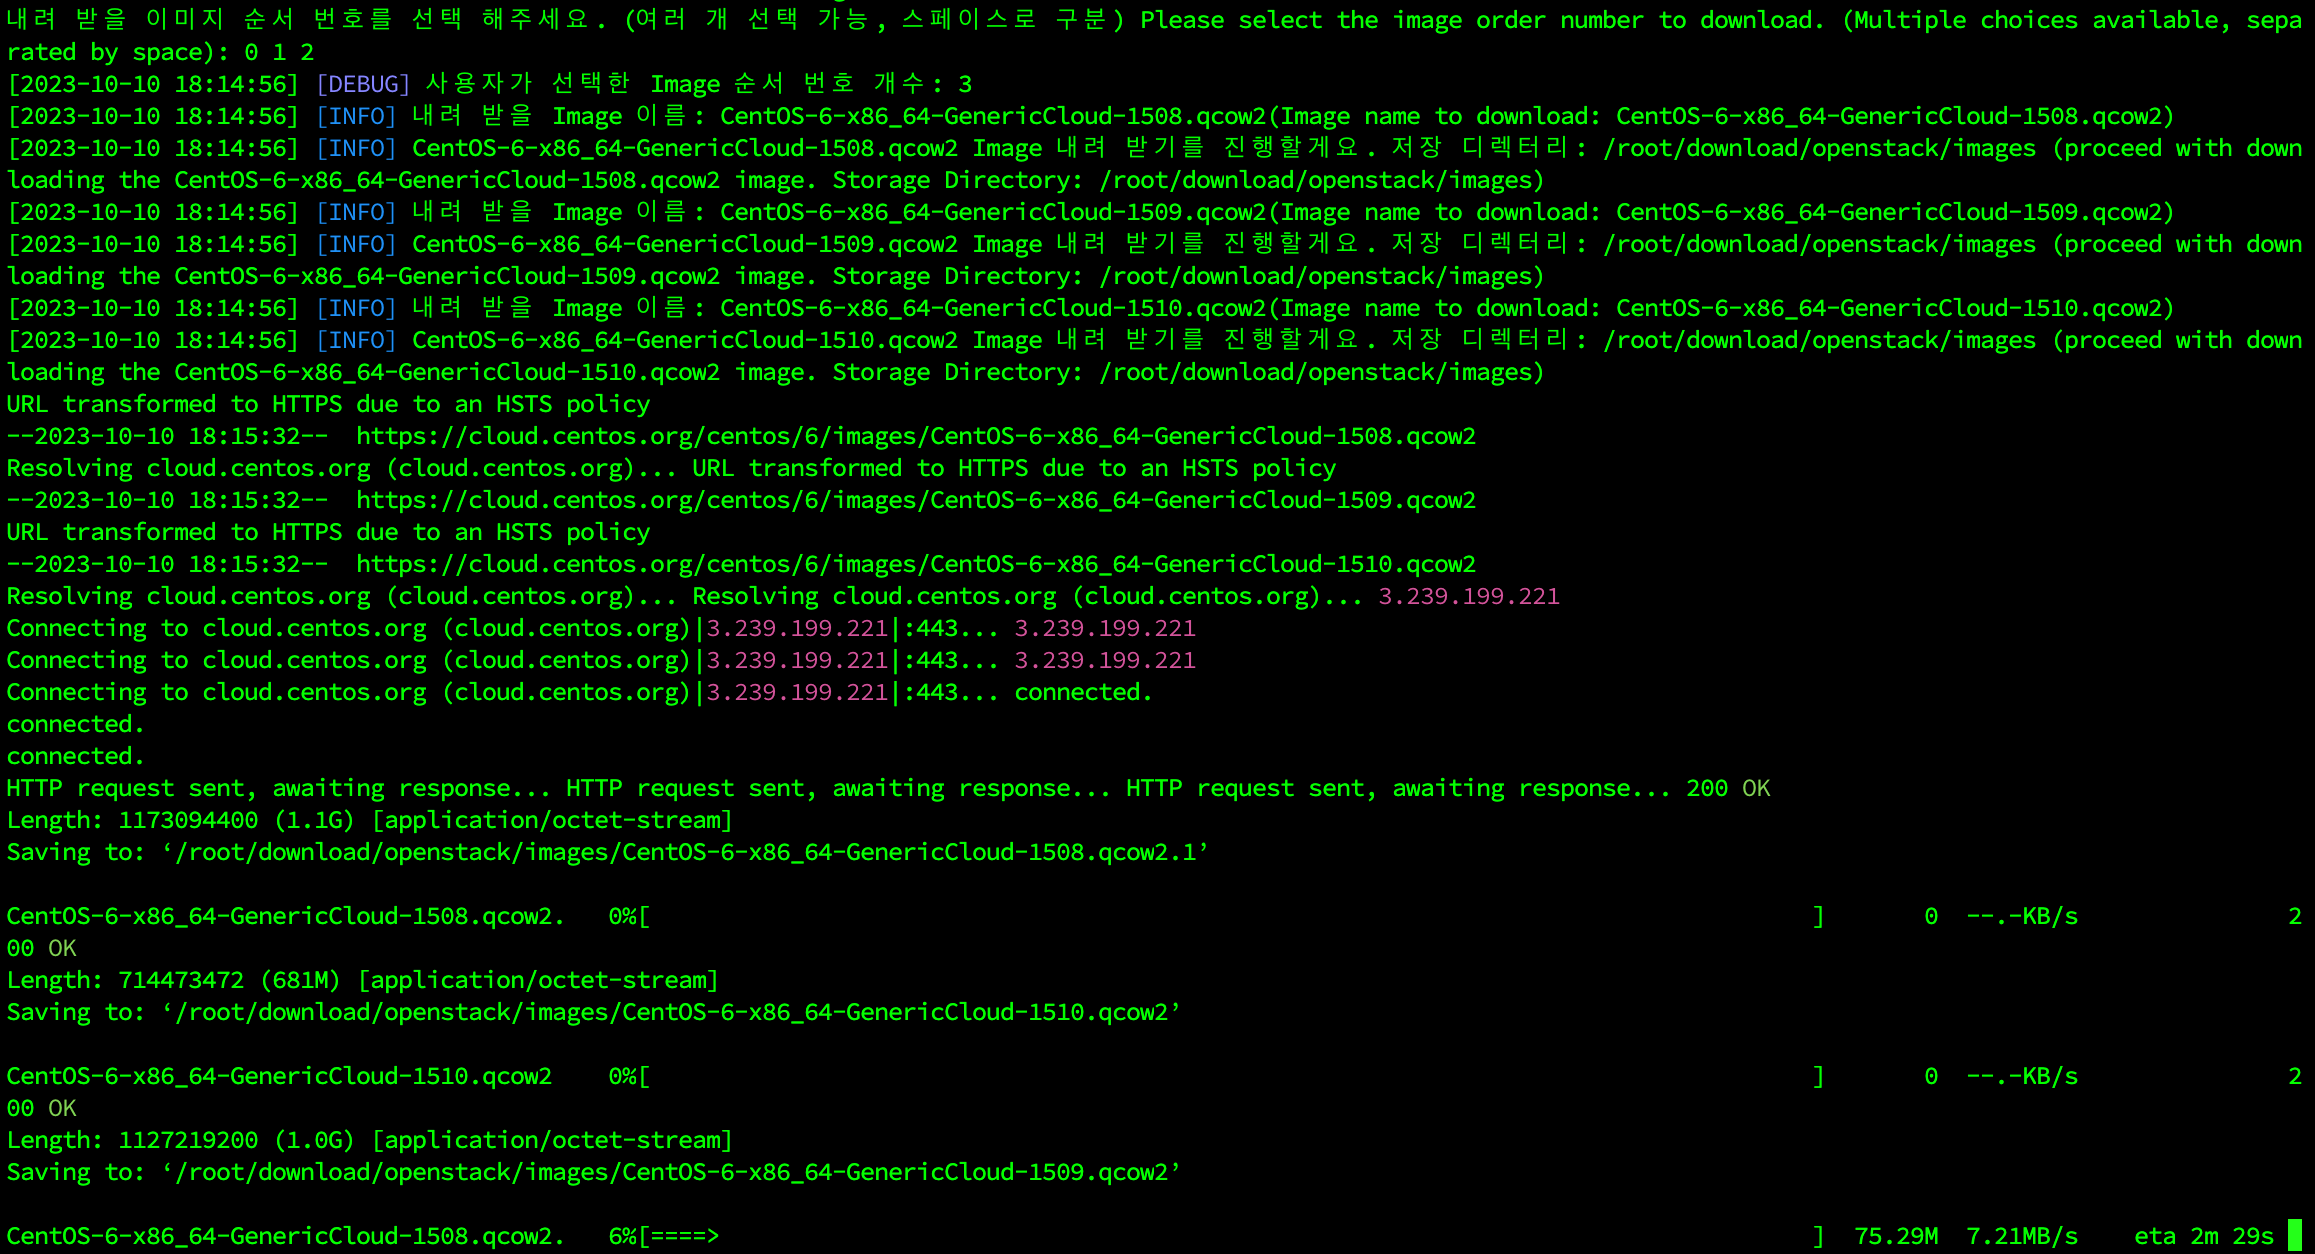 내려 받을 이미지 순서 번호를 선택 해주세요. (여러 개 선택 가능, 스페이스로 구분) Please select the image order number to download. (Multiple choices available, sepa
rated by space): 0 1 2
[2023-10-10 18:14:56] [DEBUG] 사용자가 선택한 Image 순서 번호 개수: 3
[2023-10-10 18:14:56] [INFO] 내려 받을 Image 이름: CentOS-6-x86_64-GenericCloud-1508.qcow2(Image name to download: CentOS-6-x86_64-GenericCloud-1508.qcow2)
[2023-10-10 18:14:56] [INFO] CentOS-6-x86_64-GenericCloud-1508.qcow2 Image 내려 받기를 진행할게요. 저장 디렉터리: /root/download/openstack/images (proceed with down
loading the CentOS-6-x86_64-GenericCloud-1508.qcow2 image. Storage Directory: /root/download/openstack/images)
[2023-10-10 18:14:56] [INFO] 내려 받을 Image 이름: CentOS-6-x86_64-GenericCloud-1509.qcow2(Image name to download: CentOS-6-x86_64-GenericCloud-1509.qcow2)
[2023-10-10 18:14:56] [INFO] CentOS-6-x86_64-GenericCloud-1509.qcow2 Image 내려 받기를 진행할게요. 저장 디렉터리: /root/download/openstack/images (proceed with down
loading the CentOS-6-x86_64-GenericCloud-1509.qcow2 image. Storage Directory: /root/download/openstack/images)
[2023-10-10 18:14:56] [INFO] 내려 받을 Image 이름: CentOS-6-x86_64-GenericCloud-1510.qcow2(Image name to download: CentOS-6-x86_64-GenericCloud-1510.qcow2)
[2023-10-10 18:14:56] [INFO] CentOS-6-x86_64-GenericCloud-1510.qcow2 Image 내려 받기를 진행할게요. 저장 디렉터리: /root/download/openstack/images (proceed with down
loading the CentOS-6-x86_64-GenericCloud-1510.qcow2 image. Storage Directory: /root/download/openstack/images)
URL transformed to HTTPS due to an HSTS policy
--2023-10-10 18:15:32--  https://cloud.centos.org/centos/6/images/CentOS-6-x86_64-GenericCloud-1508.qcow2
Resolving cloud.centos.org (cloud.centos.org)... URL transformed to HTTPS due to an HSTS policy
--2023-10-10 18:15:32--  https://cloud.centos.org/centos/6/images/CentOS-6-x86_64-GenericCloud-1509.qcow2
URL transformed to HTTPS due to an HSTS policy
--2023-10-10 18:15:32--  https://cloud.centos.org/centos/6/images/CentOS-6-x86_64-GenericCloud-1510.qcow2
Resolving cloud.centos.org (cloud.centos.org)... Resolving cloud.centos.org (cloud.centos.org)... 3.239.199.221
Connecting to cloud.centos.org (cloud.centos.org)|3.239.199.221|:443... 3.239.199.221
Connecting to cloud.centos.org (cloud.centos.org)|3.239.199.221|:443... 3.239.199.221
Connecting to cloud.centos.org (cloud.centos.org)|3.239.199.221|:443... connected.
connected.
connected.
HTTP request sent, awaiting response... HTTP request sent, awaiting response... HTTP request sent, awaiting response... 200 OK
Length: 1173094400 (1.1G) [application/octet-stream]
Saving to: ‘/root/download/openstack/images/CentOS-6-x86_64-GenericCloud-1508.qcow2.1’
CentOS-6-x86_64-GenericCloud-1508.qcow2.   0%[                    ]       0  --.-KB/s               2
00 OK
Length: 714473472 (681M) [application/octet-stream]
Saving to: ‘/root/download/openstack/images/CentOS-6-x86_64-GenericCloud-1510.qcow2’
CentOS-6-x86_64-GenericCloud-1510.qcow2    0%[                    ]       0  --.-KB/s               2
00 OK
Length: 1127219200 (1.0G) [application/octet-stream]
Saving to: ‘/root/download/openstack/images/CentOS-6-x86_64-GenericCloud-1509.qcow2’
CentOS-6-x86_64-GenericCloud-1508.qcow2.   6%[====>                    ]  75.29M  7.21MB/s    eta 2m 29s